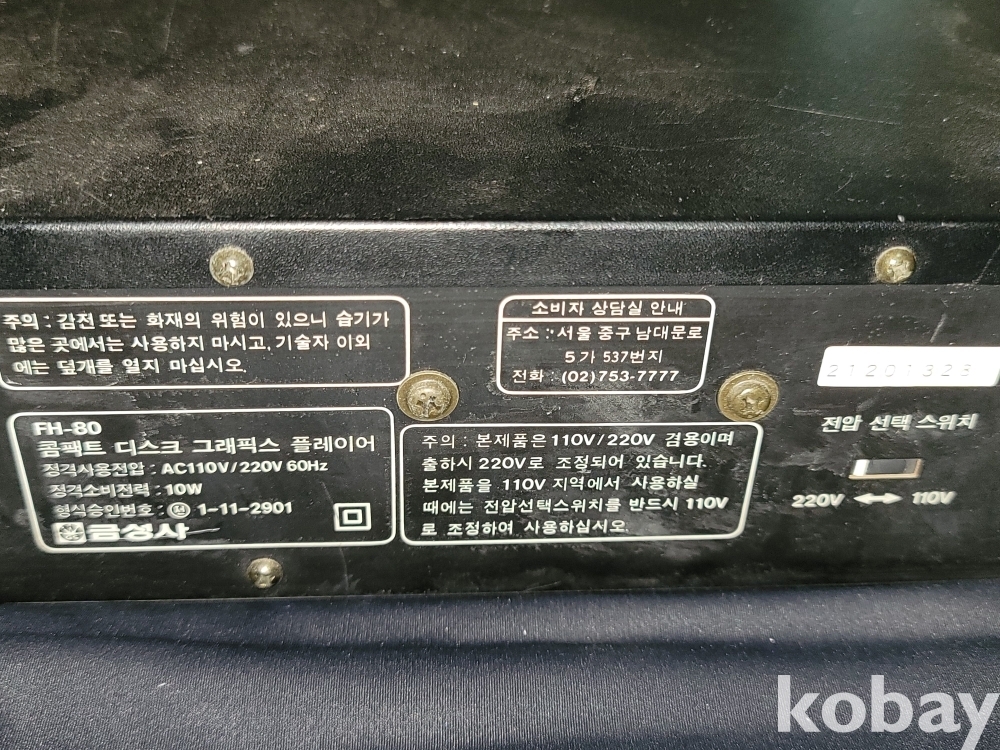 주의 : 감전 또는 화재의 위험이 있으니 습기가
많은 곳에서는 사용하지 마시고, 기술자 이외
에는 덮개를 열지 마십시오.
소비자 상담실 안내
주소 : 서울 중구 남대문로
5가 537번지
전화 : (02)753-7777
21201323
FH-80
콤팩트 디스크 그래픽스 플레이어
정격사용전압 : AC110V/220V 60Hz
정격소비전력 : 10W
형식승인번호 : 1-11-2901
금성사
주의 : 본제품은 110V/220V 겸용이며
출하시 220V로 조정되어 있습니다.
본제품을 110V 지역에서 사용하실
때에는 전압선택스위치를 반드시 110V
로 조정하여 사용하십시오.
전압 선택 스위치
220V ↔ 110V
kobay